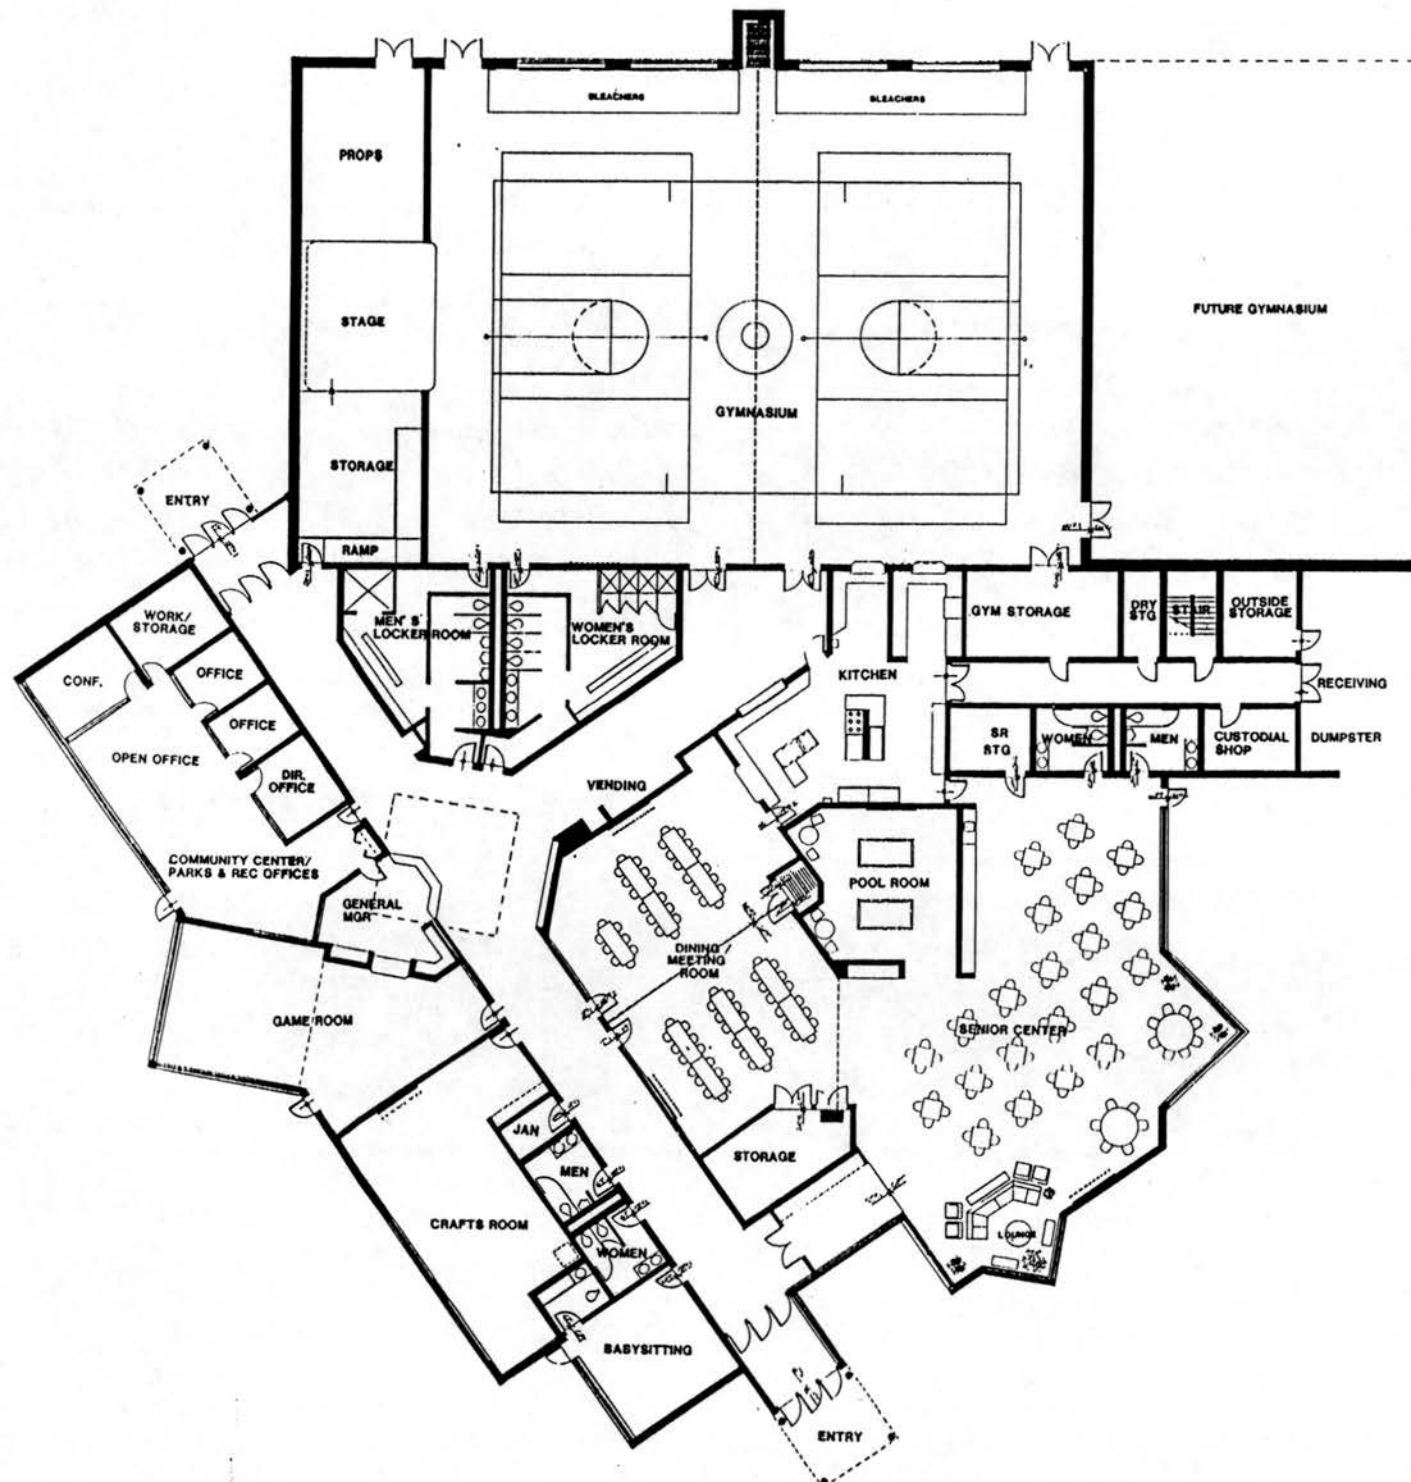 BLEACHERS
BLEACHERS
PROPS
STAGE
FUTURE GYMNASIUM
GYMNASIUM
STORAGE
ENTRY
RAMP
WORK/
STORAGE
MEN'S
LOCKER ROOM
WOMEN'S
LOCKER ROOM
GYM STORAGE
DRY
STG
STAIR
OUTSIDE
STORAGE
CONF.
OFFICE
KITCHEN
RECEIVING
OFFICE
OPEN OFFICE
SR
STG
WOMEN
MEN
CUSTODIAL
SHOP
DUMPSTER
DIR.
OFFICE
VENDING
COMMUNITY CENTER/
PARKS & REC OFFICES
POOL ROOM
GENERAL
MGR
DINING /
MEETING
ROOM
GAME ROOM
SENIOR CENTER
JAN
STORAGE
MEN
CRAFTS ROOM
LOUNGE
WOMEN
BABYSITTING
ENTRY